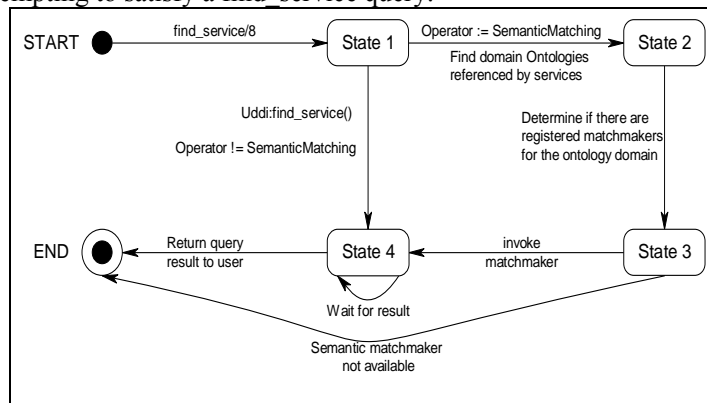 empting to satisfy a find_service query.
START
find_service/8
State 1
Operator := SemanticMatching
Find domain Ontologies
referenced by services
State 2
Uddi:find_service()
Operator != SemanticMatching
Determine if there are
registered matchmakers
for the ontology domain
END
Return query
result to user
State 4
invoke
matchmaker
State 3
Wait for result
Semantic matchmaker
not available